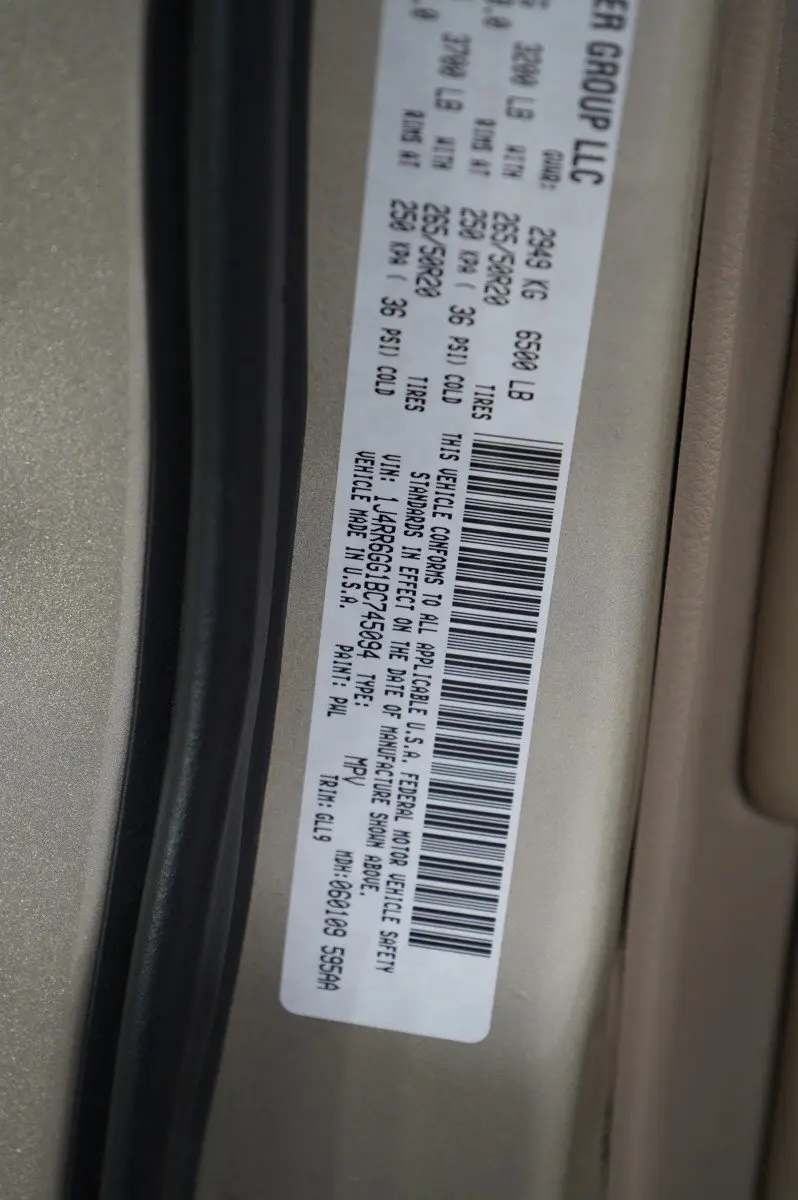 ER GROUP LLC
GVWR: 2949 KG 6500 LB
3200 LB WITH 265/50R20 TIRES
.0 RIMS AT 250 KPA ( 36 PSI) COLD
3700 LB WITH 265/50R20 TIRES
.0 RIMS AT 250 KPA ( 36 PSI) COLD
THIS VEHICLE CONFORMS TO ALL APPLICABLE U.S.A. FEDERAL MOTOR VEHICLE SAFETY
STANDARDS IN EFFECT ON THE DATE OF MANUFACTURE SHOWN ABOVE.
VIN: 1J4RR6GG1BC745094 TYPE: MPV MDH:060109 595AA
VEHICLE MADE IN U.S.A. PAINT: PWL TRIM: GLL9